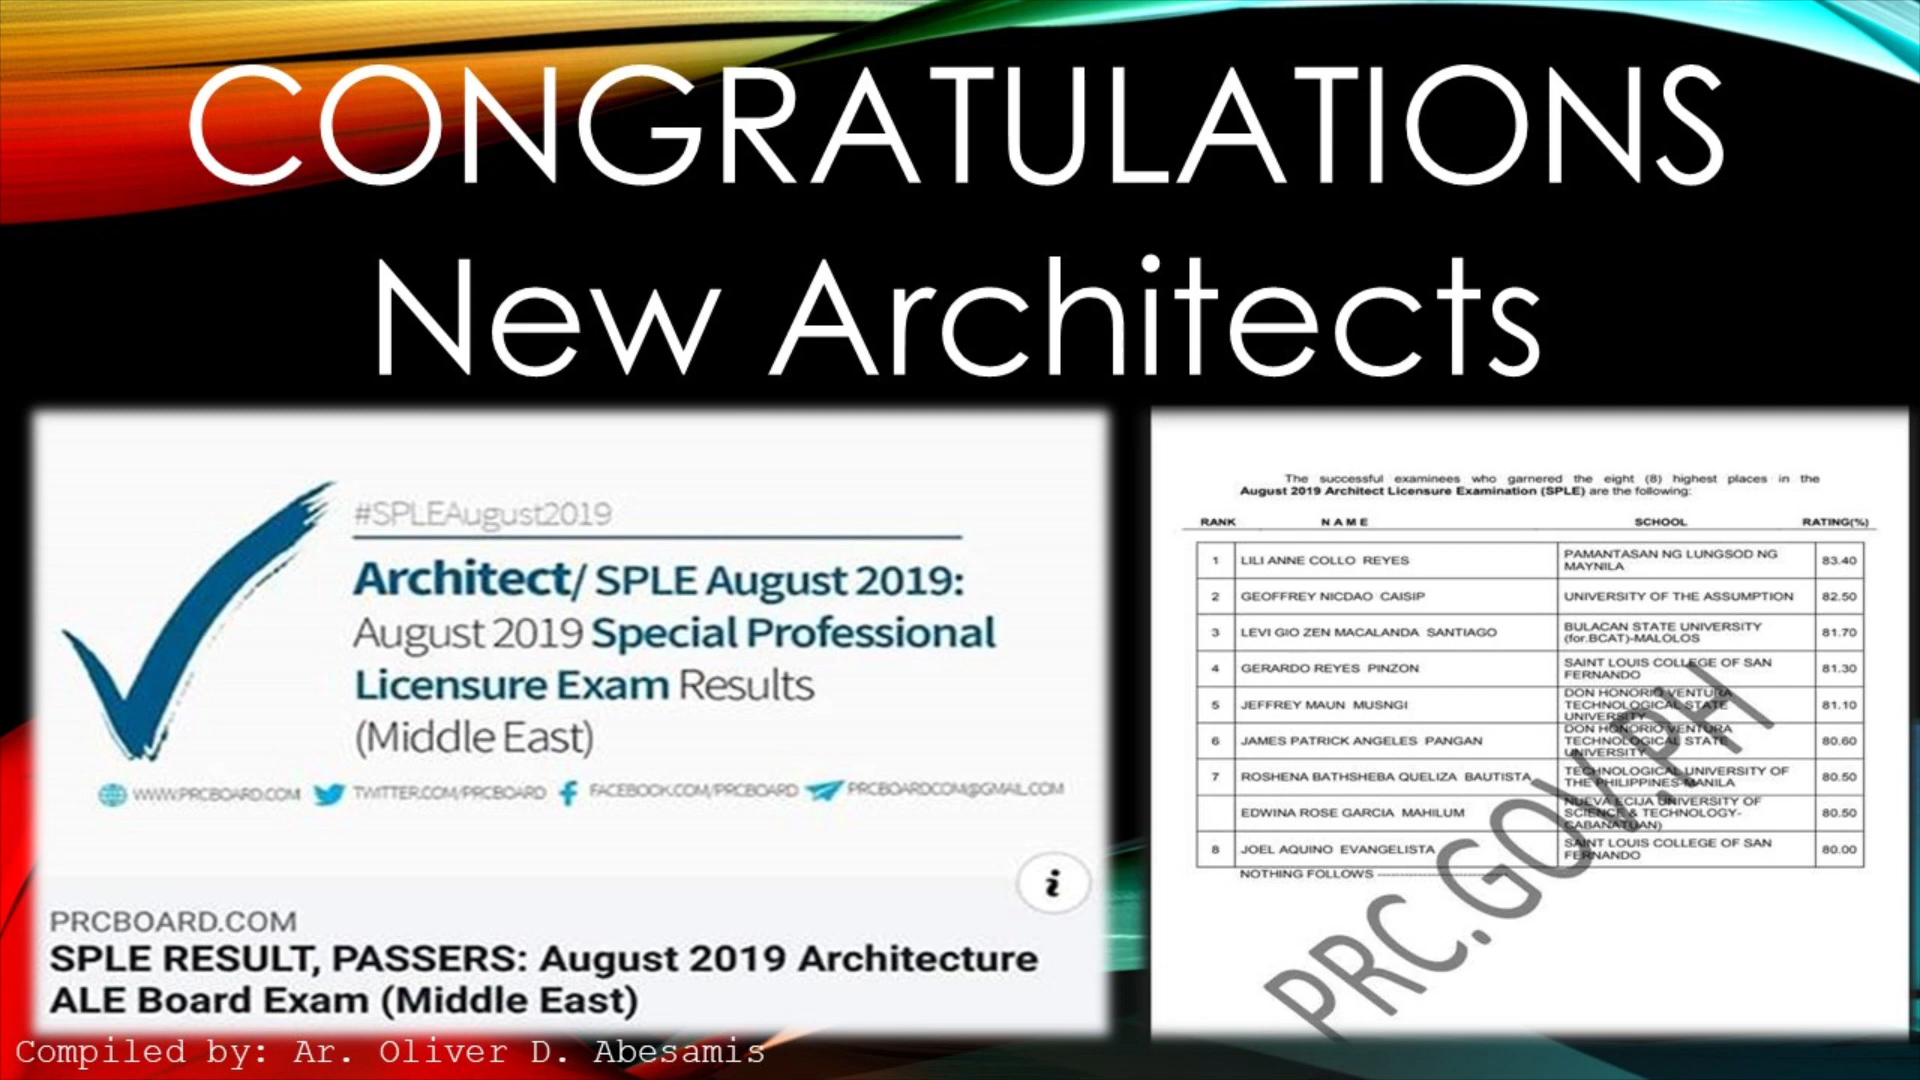 CONGRATULATIONS
New Architects
#SPLEAugust2019
Architect/ SPLE August 2019:
August 2019 Special Professional
Licensure Exam Results
(Middle East)
WWW.PRCBOARD.COM TWITTER.COM/PRCBOARD FACEBOOK.COM/PRCBOARD PRCBOARDCOM@GMAIL.COM
i
PRCBOARD.COM
SPLE RESULT, PASSERS: August 2019 Architecture
ALE Board Exam (Middle East)
Compiled by: Ar. Oliver D. Abesamis
The successful examinees who garnered the eight (8) highest places in the
August 2019 Architect Licensure Examination (SPLE) are the following:
RANK NAME SCHOOL RATING(%)
1 LILI ANNE COLLO REYES PAMANTASAN NG LUNGSOD NG
MAYNILA 83.40
2 GEOFFREY NICDAO CAISIP UNIVERSITY OF THE ASSUMPTION 82.50
3 LEVI GIO ZEN MACALANDA SANTIAGO BULACAN STATE UNIVERSITY
(for.BCAT)-MALOLOS 81.70
4 GERARDO REYES PINZON SAINT LOUIS COLLEGE OF SAN
FERNANDO 81.30
5 JEFFREY MAUN MUSNGI DON HONORIO VENTURA
TECHNOLOGICAL STATE
UNIVERSITY 81.10
6 JAMES PATRICK ANGELES PANGAN DON HONORIO VENTURA
TECHNOLOGICAL STATE
UNIVERSITY 80.60
7 ROSHENA BATHSHEBA QUELIZA BAUTISTA TECHNOLOGICAL UNIVERSITY OF
THE PHILIPPINES-MANILA 80.50
EDWINA ROSE GARCIA MAHILUM NUEVA ECIJA UNIVERSITY OF
SCIENCE & TECHNOLOGY-
CABANATUAN) 80.50
8 JOEL AQUINO EVANGELISTA SAINT LOUIS COLLEGE OF SAN
FERNANDO 80.00
NOTHING FOLLOWS ----------------------
PRC.GOV.PH